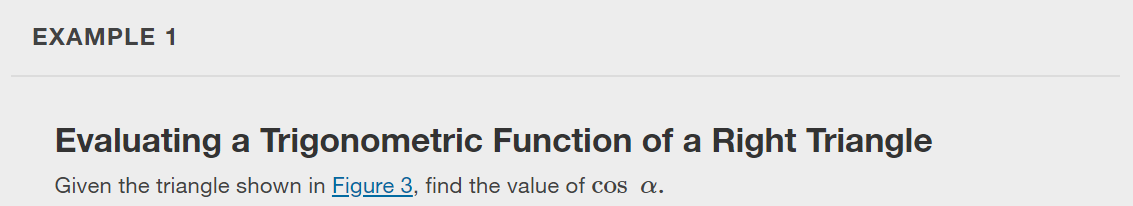 EXAMPLE 1
Evaluating a Trigonometric Function of a Right Triangle
Given the triangle shown in Figure 3, find the value of cos α.